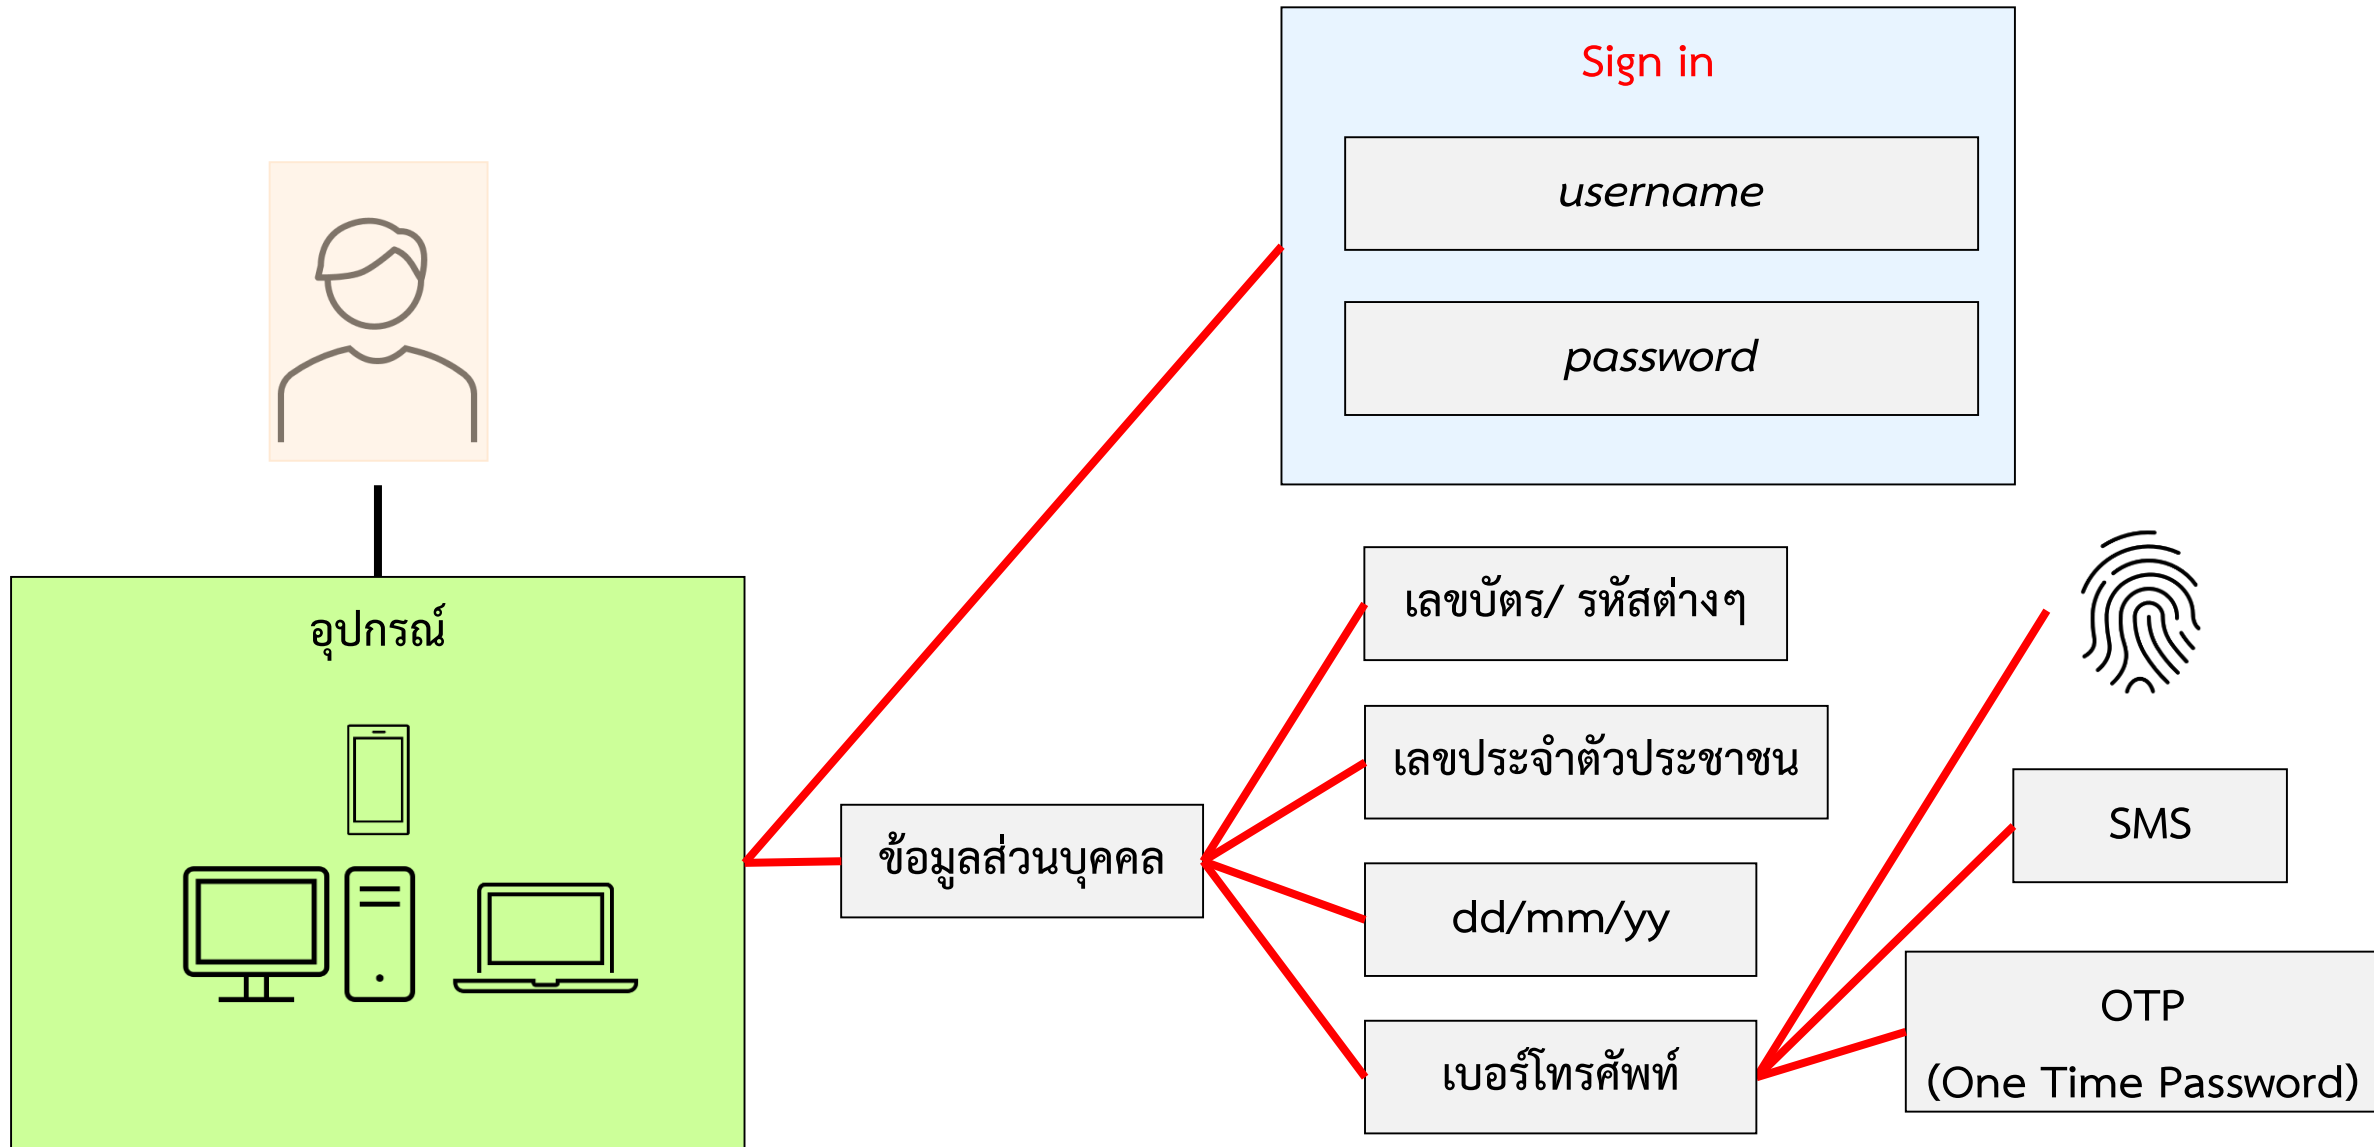 Sign in
username
password
อุปกรณ์
ข้อมูลส่วนบุคคล
เลขบัตร/ รหัสต่างๆ
เลขประจำตัวประชาชน
dd/mm/yy
เบอร์โทรศัพท์
SMS
OTP
(One Time Password)